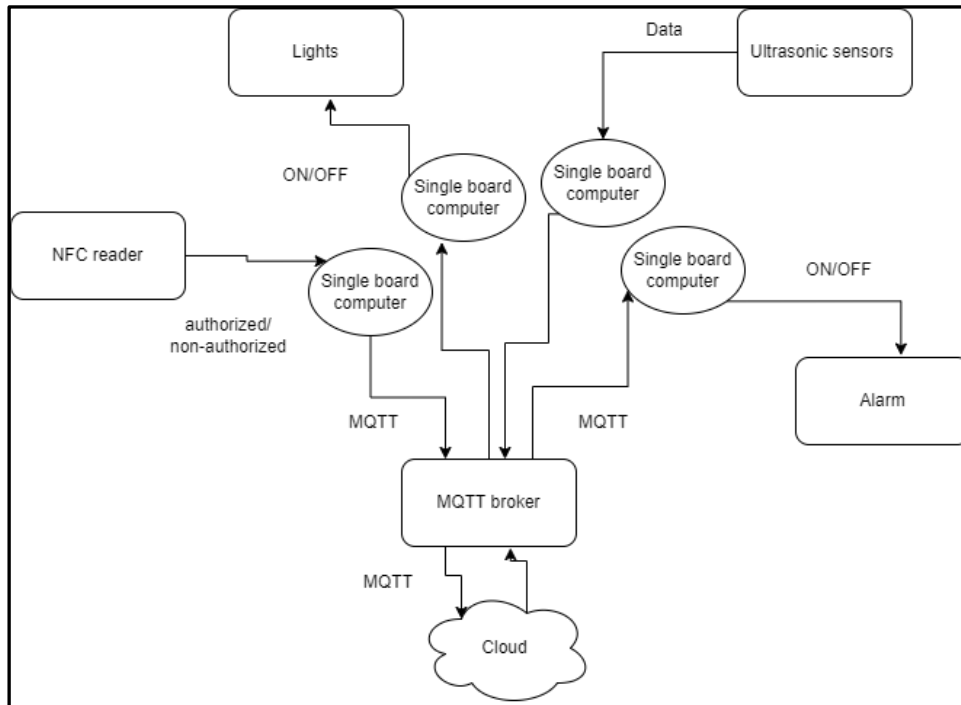 Data
Lights
Ultrasonic sensors
ON/OFF
Single board
computer
Single board
computer
NFC reader
Single board
computer
Single board
computer
ON/OFF
authorized/
non-authorized
MQTT
MQTT
Alarm
MQTT broker
MQTT
Cloud